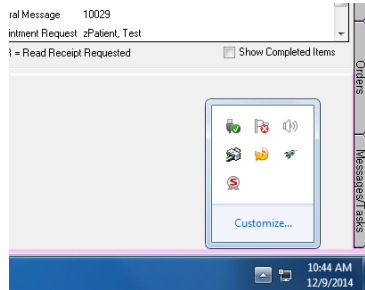 ral Message 10029
intment Request zPatient, Test
R = Read Receipt Requested Show Completed Items
Orders
Messages/Tasks
S
Customize...
10:44 AM
12/9/2014